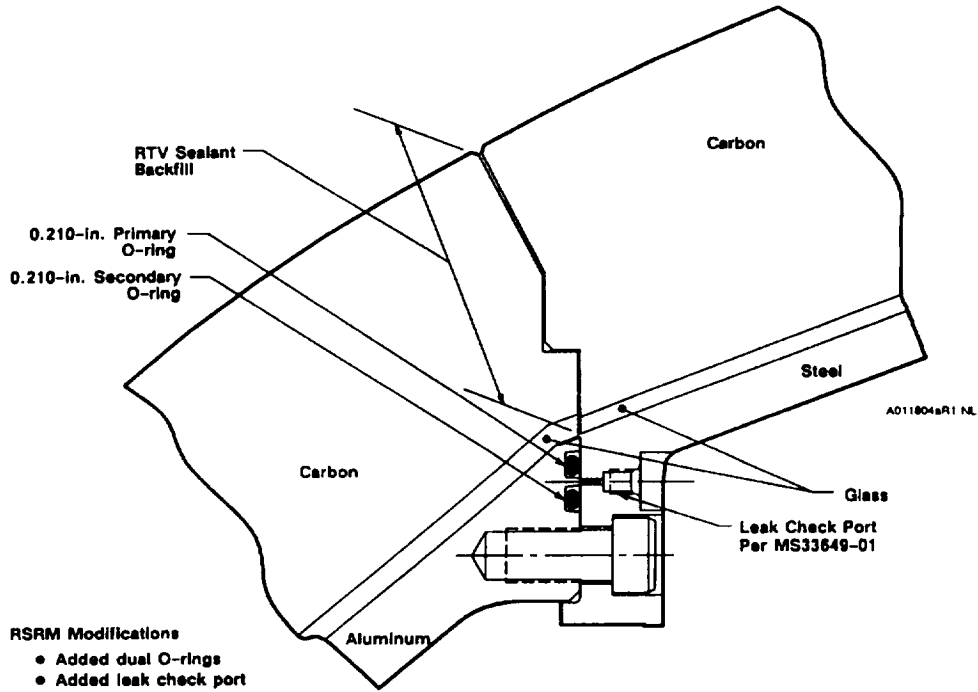 Carbon
RTV Sealant
Backfill
0.210-in. Primary
O-ring
0.210-in. Secondary
O-ring
Steel
A011804aR1 NL
Carbon
Glass
Leak Check Port
Per MS33649-01
Aluminum
RSRM Modifications
● Added dual O-rings
● Added leak check port